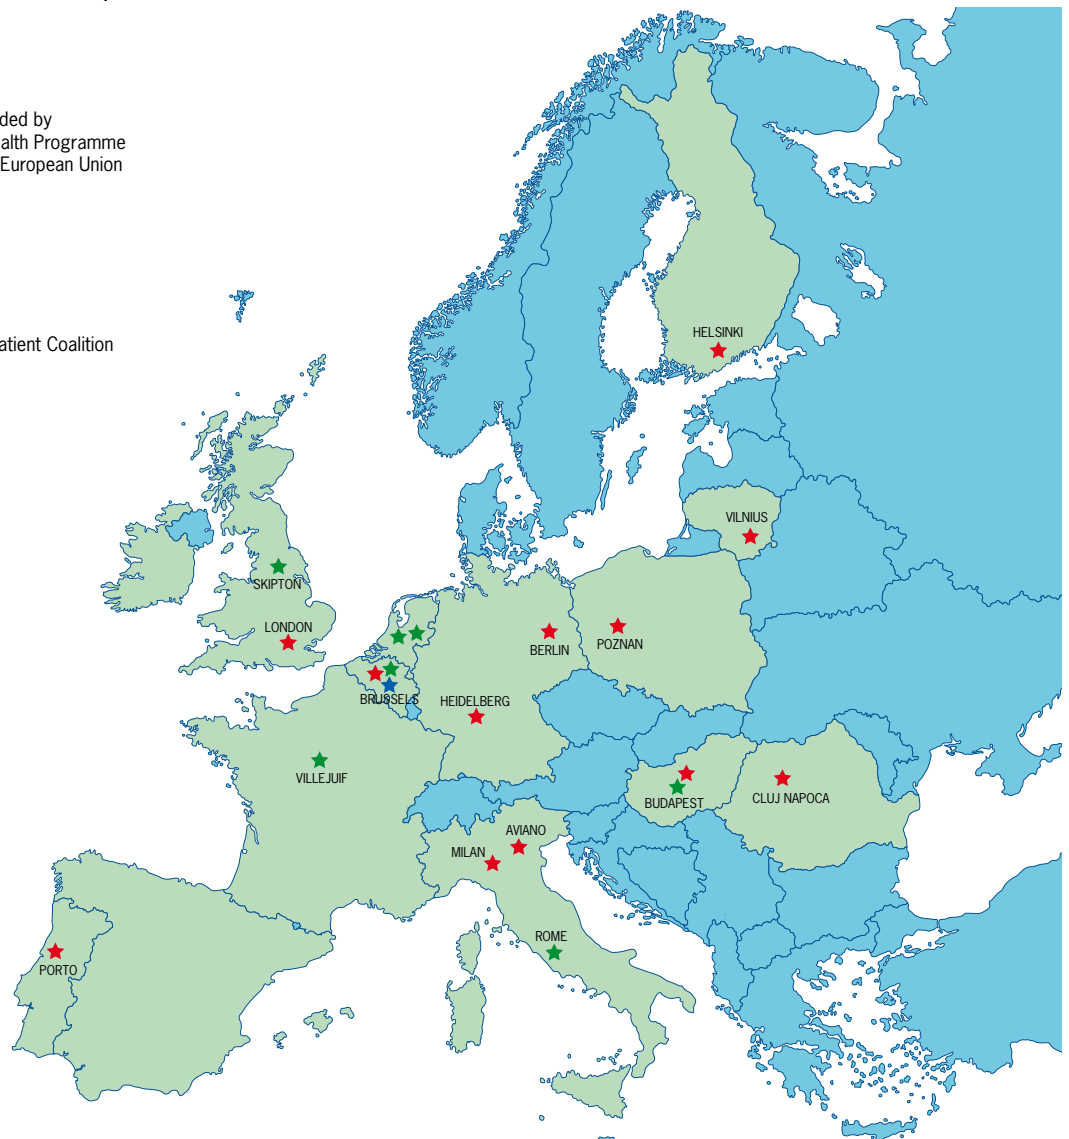 ded by
alth Programme
European Union
atient Coalition
HELSINKI
VILNIUS
SKIPTON
LONDON
BERLIN
POZNAN
BRUSSELS
HEIDELBERG
VILLEJUIF
BUDAPEST
CLUJ NAPOCA
AVIANO
MILAN
ROME
PORTO